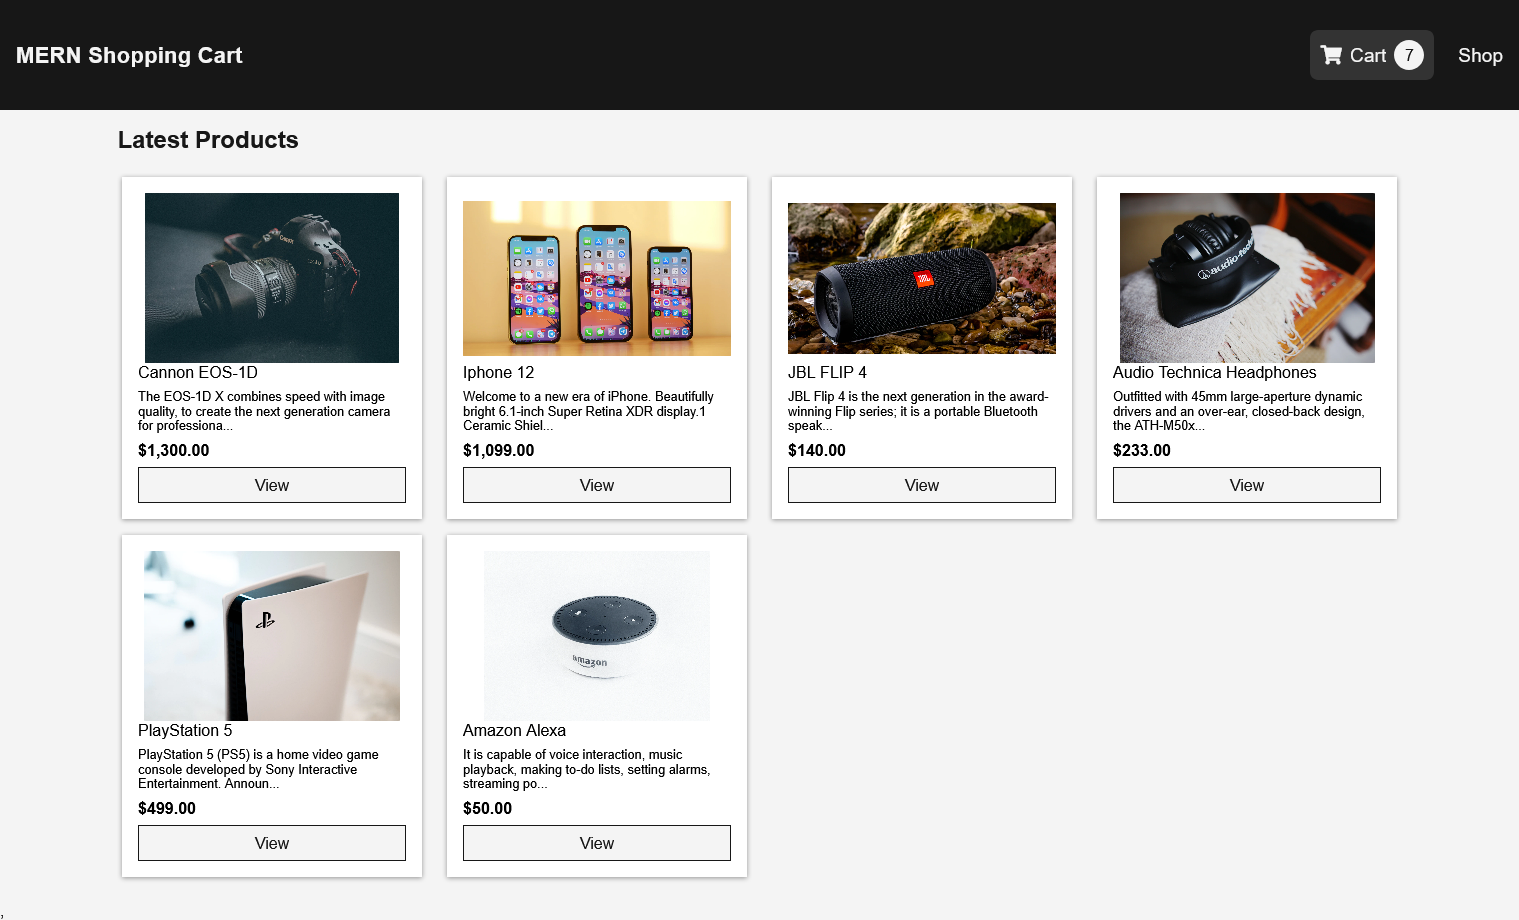 MERN Shopping Cart
Cart 7
Shop
Latest Products
Canon
JBL
audio-tech
Cannon EOS-1D
The EOS-1D X combines speed with image
quality, to create the next generation camera
for professiona...
$1,300.00
View
Iphone 12
Welcome to a new era of iPhone. Beautifully
bright 6.1-inch Super Retina XDR display.1
Ceramic Shiel...
$1,099.00
View
JBL FLIP 4
JBL Flip 4 is the next generation in the award-
winning Flip series; it is a portable Bluetooth
speak...
$140.00
View
Audio Technica Headphones
Outfitted with 45mm large-aperture dynamic
drivers and an over-ear, closed-back design,
the ATH-M50x...
$233.00
View
amazon
PlayStation 5
PlayStation 5 (PS5) is a home video game
console developed by Sony Interactive
Entertainment. Announ...
$499.00
View
Amazon Alexa
It is capable of voice interaction, music
playback, making to-do lists, setting alarms,
streaming po...
$50.00
View
,